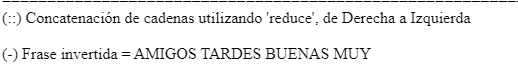 (::) Concatenación de cadenas utilizando 'reduce', de Derecha a Izquierda
(-) Frase invertida = AMIGOS TARDES BUENAS MUY